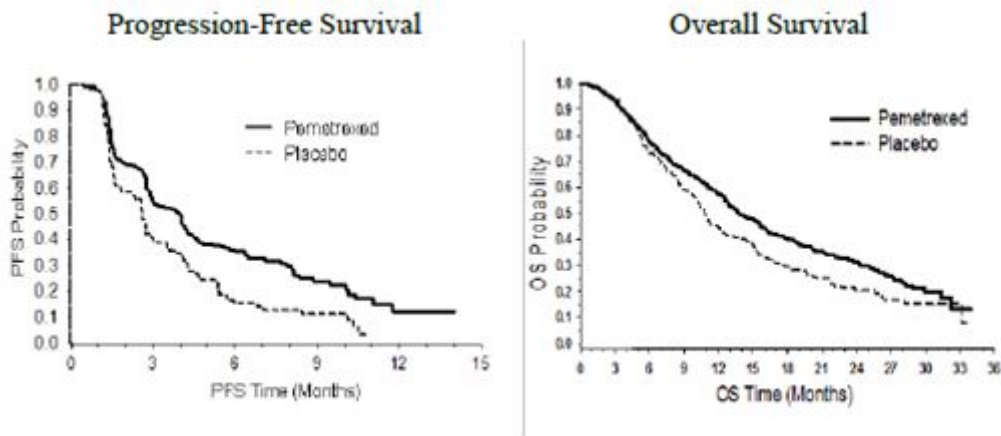 Progression-Free Survival
1.0
0.9
0.8
0.7
0.6
0.5
0.4
0.3
0.2
0.1
0.0
PFS Probability
Pemetrexed
Placebo
0 3 6 9 12 15
PFS Time (Months)
Overall Survival
1.0
0.9
0.8
0.7
0.6
0.5
0.4
0.3
0.2
0.1
0.0
OS Probability
Pemetrexed
Placebo
0 3 6 9 12 15 18 21 24 27 30 33 36
OS Time (Months)